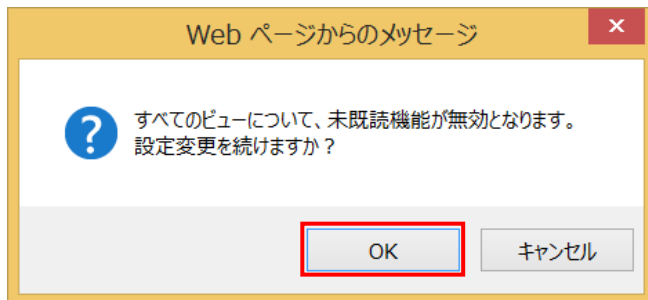 Web ページからのメッセージ
すべてのビューについて、未既読機能が無効となります。
設定変更を続けますか？
OK
キャンセル